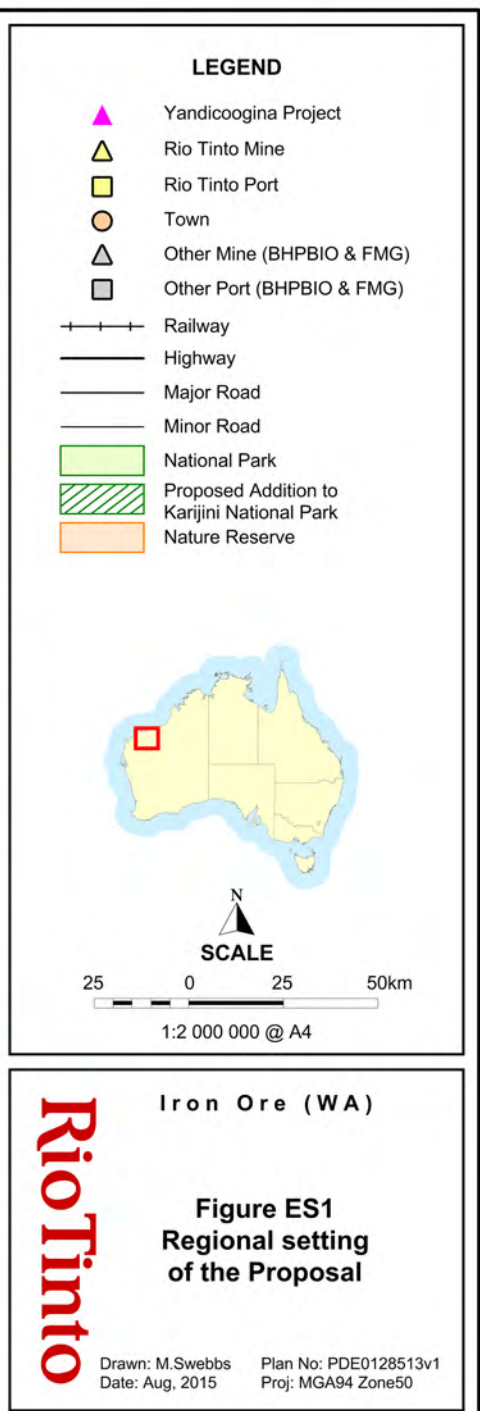 LEGEND
Yandicoogina Project
Rio Tinto Mine
Rio Tinto Port
Town
Other Mine (BHPBIO & FMG)
Other Port (BHPBIO & FMG)
Railway
Highway
Major Road
Minor Road
National Park
Proposed Addition to
Karijini National Park
Nature Reserve
N
SCALE
25 0 25 50km
1:2 000 000 @ A4
RioTinto
Iron Ore (WA)
Figure ES1
Regional setting
of the Proposal
Drawn: M.Swebbs Plan No: PDE0128513v1
Date: Aug, 2015 Proj: MGA94 Zone50